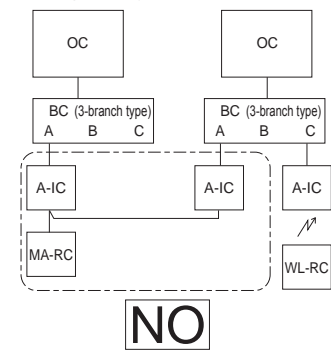 OC OC
BC (3-branch type) BC (3-branch type)
A B C A B C
A-IC A-IC A-IC
MA-RC WL-RC
NO